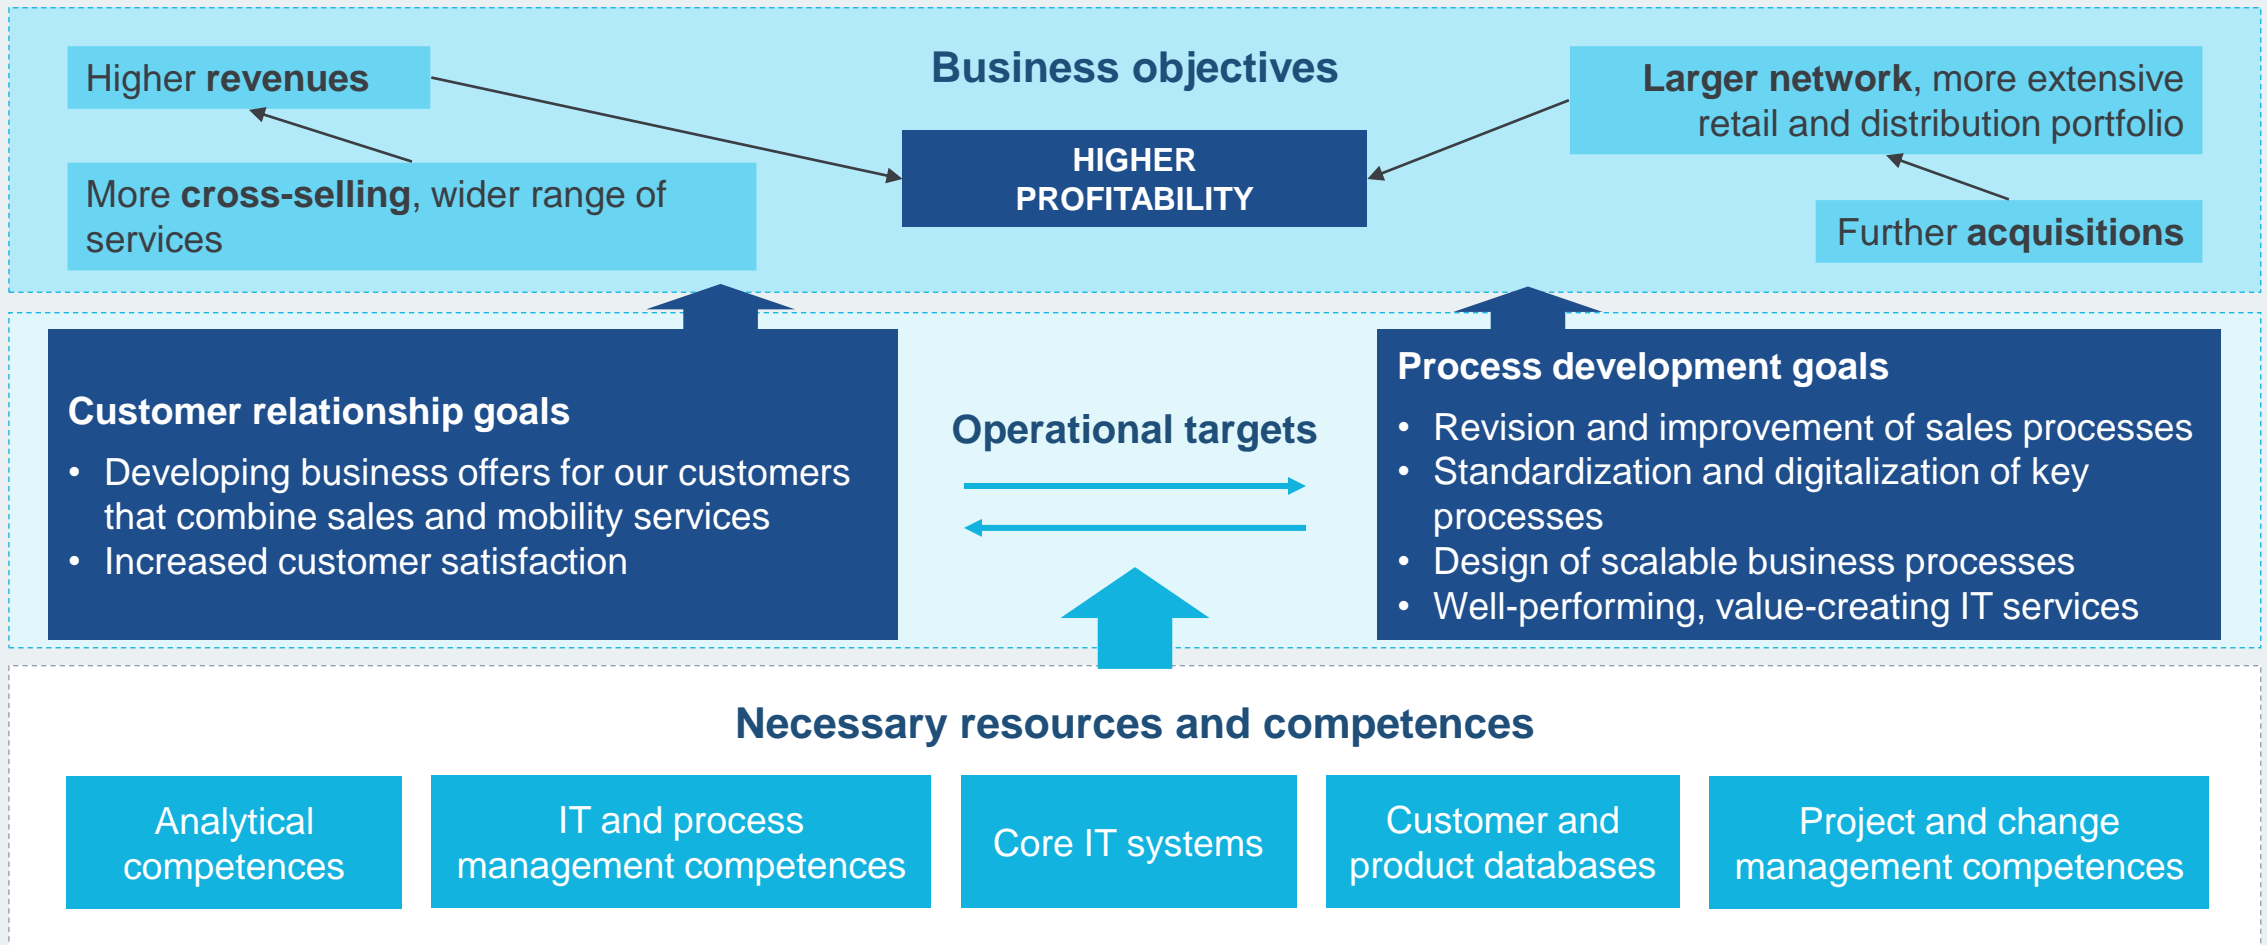 Business objectives
Higher revenues
More cross-selling, wider range of
services
HIGHER
PROFITABILITY
Larger network, more extensive
retail and distribution portfolio
Further acquisitions
Customer relationship goals
• Developing business offers for our customers
that combine sales and mobility services
• Increased customer satisfaction
Operational targets
Process development goals
• Revision and improvement of sales processes
• Standardization and digitalization of key
processes
• Design of scalable business processes
• Well-performing, value-creating IT services
Necessary resources and competences
Analytical
competences
IT and process
management competences
Core IT systems
Customer and
product databases
Project and change
management competences